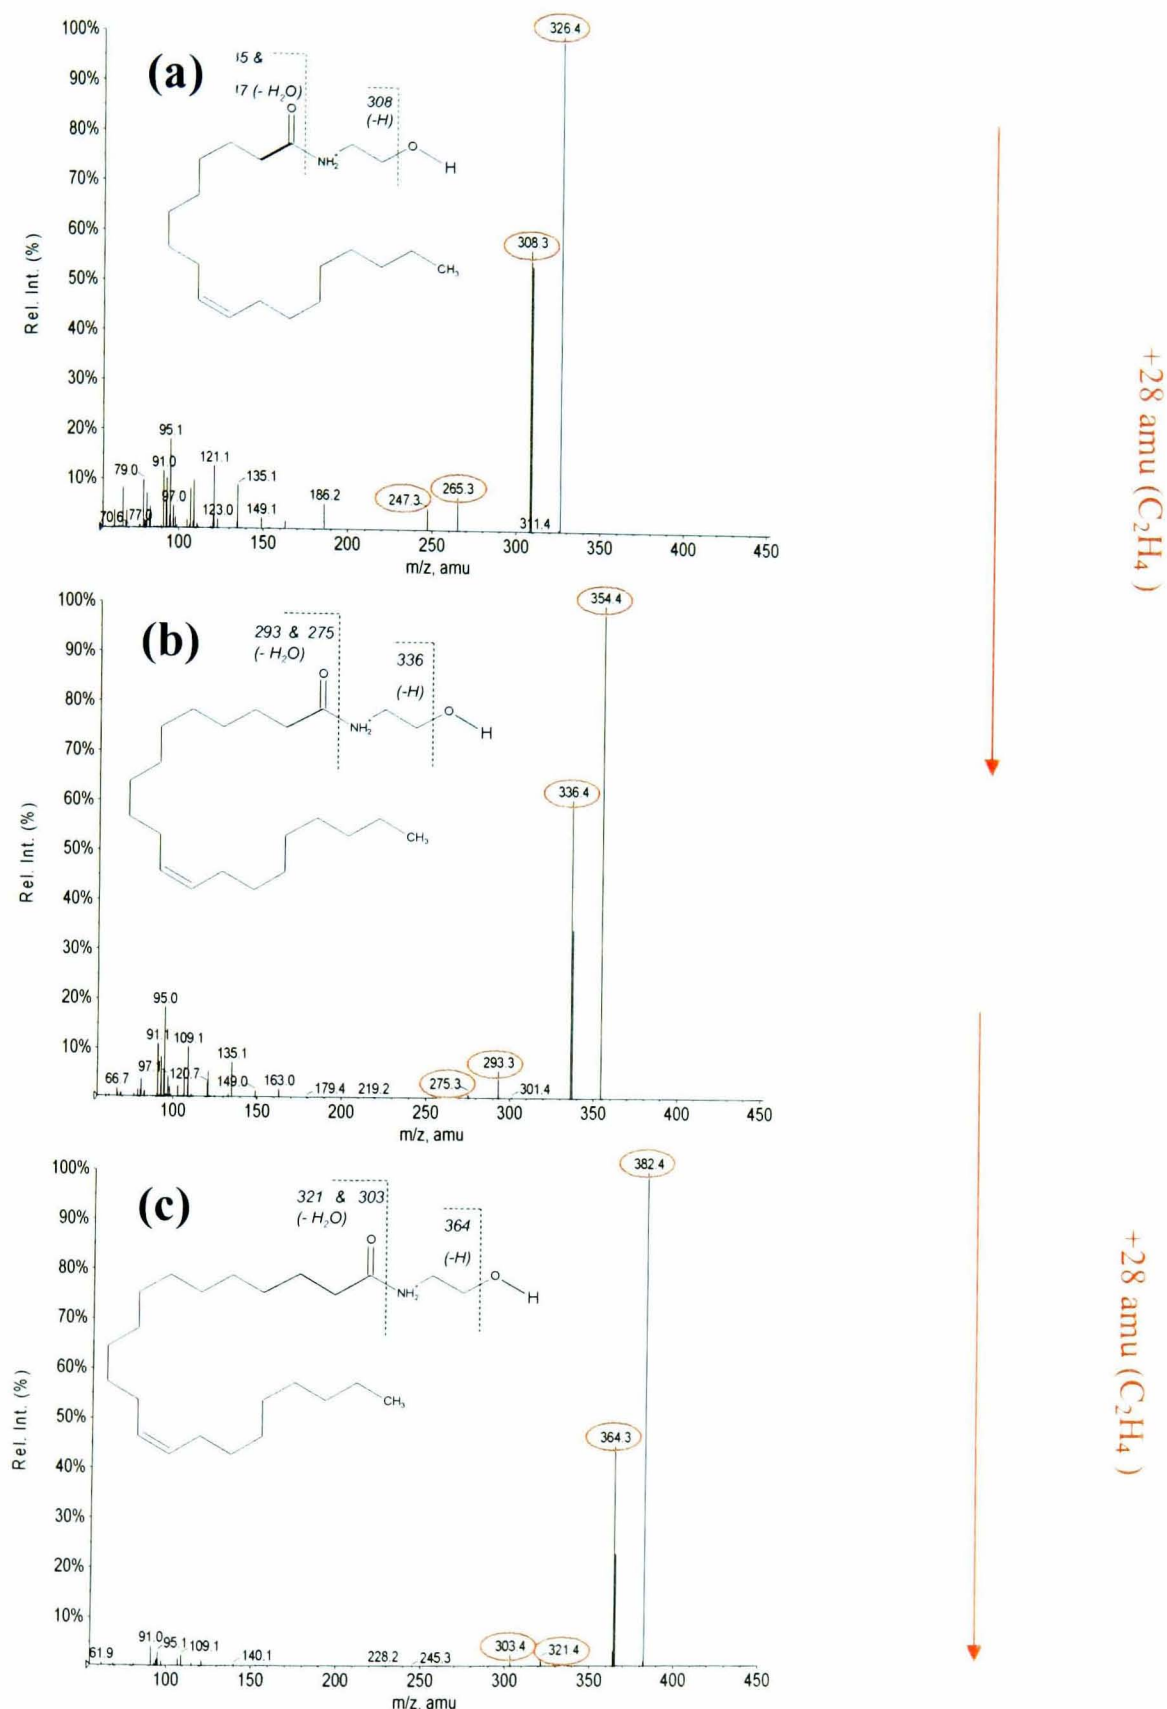 100%
90%
80%
70%
60%
50%
40%
30%
20%
10%
Rel. Int. (%)
(a)
15 &
17 (- H2O)
308
(-H)
O
NH2+
O
H
CH3
326.4
308.3
95.1
79.0
91.0
121.1
135.1
97.0
70.6
77.0
123.0
149.1
186.2
247.3
265.3
311.4
100 150 200 250 300 350 400 450
m/z, amu
+28 amu (C2H4)
100%
90%
80%
70%
60%
50%
40%
30%
20%
10%
Rel. Int. (%)
(b)
293 & 275
(- H2O)
336
(-H)
O
NH2+
O
H
CH3
354.4
336.4
95.0
91.1
109.1
97.1
120.7
135.1
66.7
149.0
163.0
179.4
219.2
275.3
293.3
301.4
100 150 200 250 300 350 400 450
m/z, amu
+28 amu (C2H4)
100%
90%
80%
70%
60%
50%
40%
30%
20%
10%
Rel. Int. (%)
(c)
321 & 303
(- H2O)
364
(-H)
O
NH2+
O
H
CH3
382.4
364.3
61.9
91.0
95.1
109.1
140.1
228.2
245.3
303.4
321.4
100 150 200 250 300 350 400 450
m/z, amu